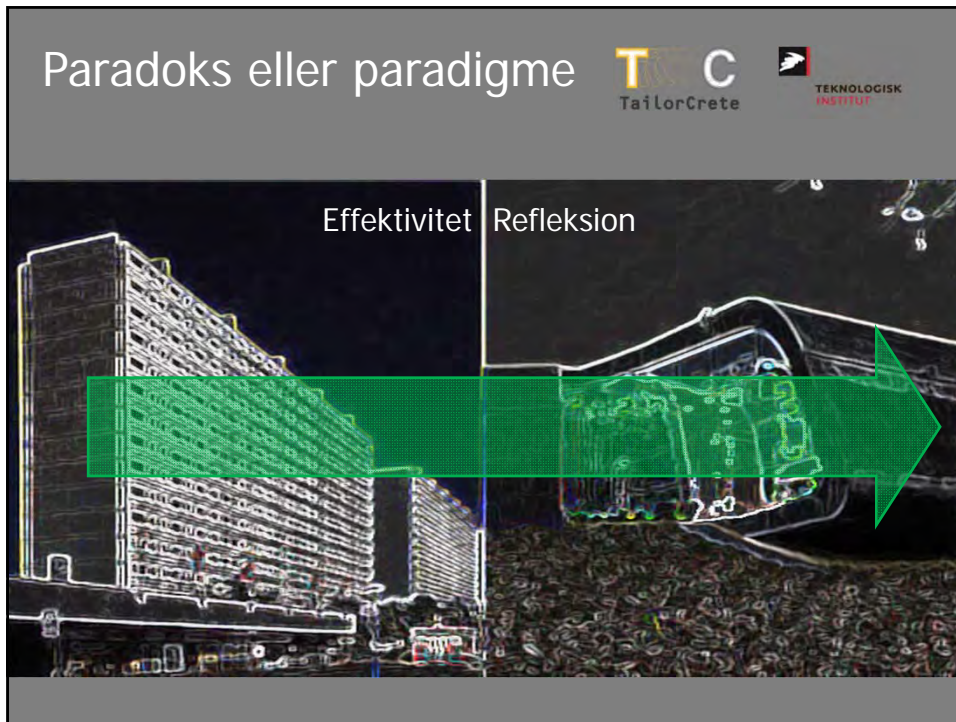 Paradoks eller paradigme
T C
TailorCrete
TEKNOLOGISK
INSTITUT
Effektivitet Refleksion